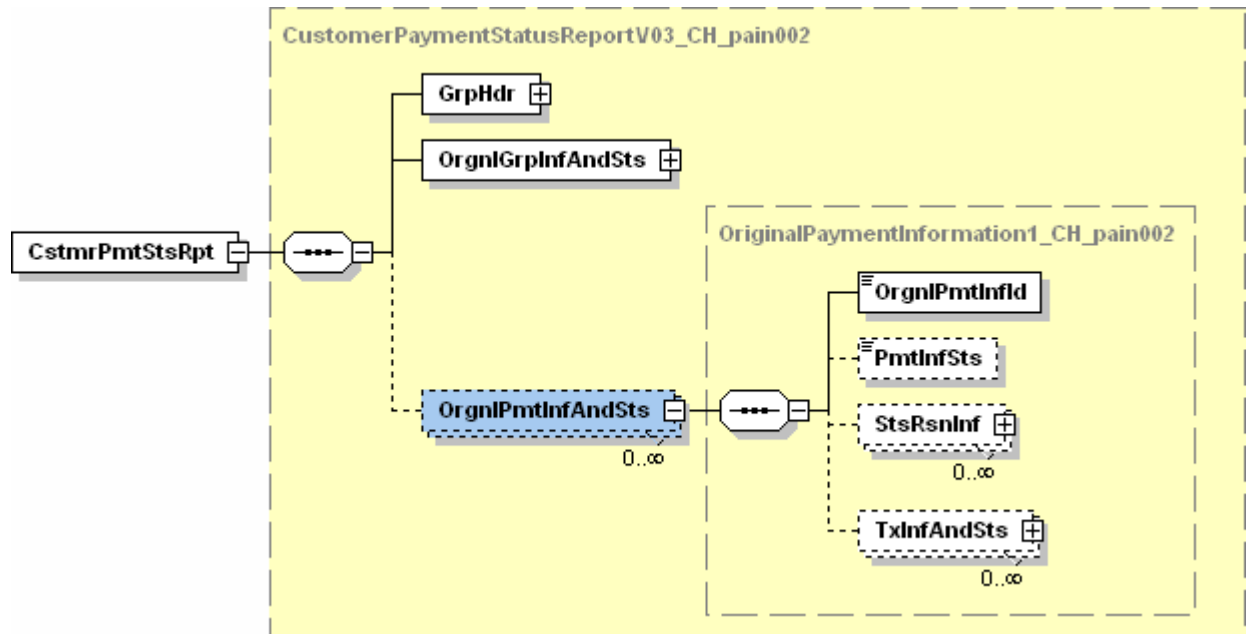 CustomerPaymentStatusReportV03_CH_pain002
GrpHdr
OrgnlGrpInfAndSts
CstmrPmtStsRpt
OriginalPaymentInformation1_CH_pain002
OrgnlPmtInfId
PmtInfSts
OrgnlPmtInfAndSts
StsRsnInf
0..∞
0..∞
TxInfAndSts
0..∞